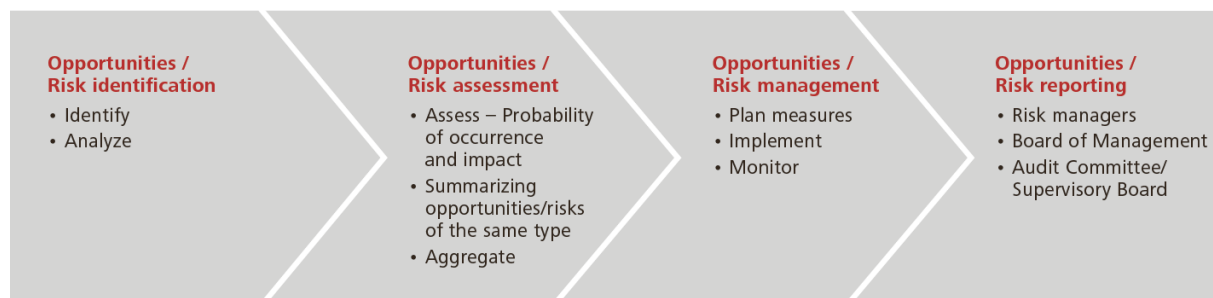 Opportunities /
Risk identification
• Identify
• Analyze
Opportunities /
Risk assessment
• Assess – Probability
of occurrence
and impact
• Summarizing
opportunities/risks
of the same type
• Aggregate
Opportunities /
Risk management
• Plan measures
• Implement
• Monitor
Opportunities /
Risk reporting
• Risk managers
• Board of Management
• Audit Committee/
Supervisory Board